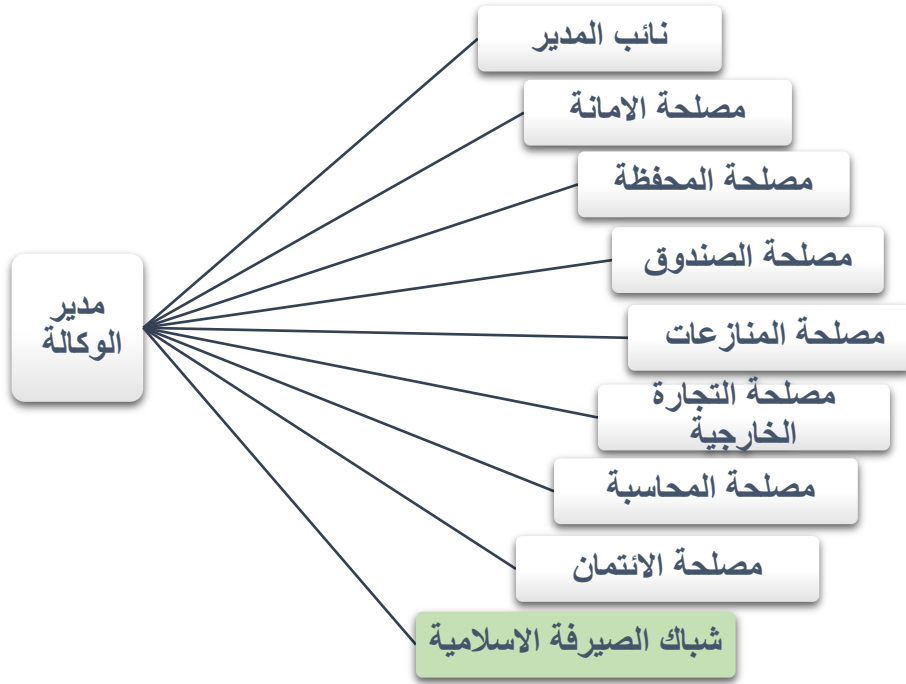 نائب المدير
مصلحة الامانة
مصلحة المحفظة
مصلحة الصندوق
مدير
الوكالة
مصلحة المنازعات
مصلحة التجارة
الخارجية
مصلحة المحاسبة
مصلحة الائتمان
شباك الصيرفة الاسلامية